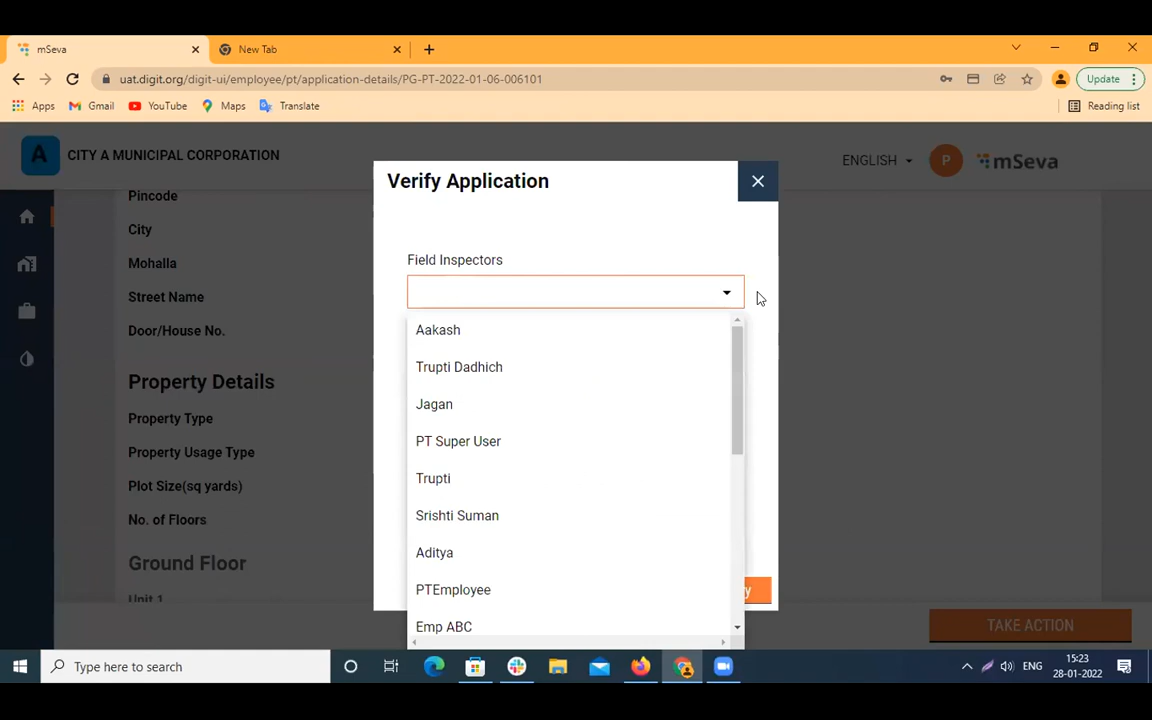 mSeva
New Tab
uat.digit.org/digit-ui/employee/pt/application-details/PG-PT-2022-01-06-006101
Update
Apps Gmail YouTube Maps Translate Reading list
A CITY A MUNICIPAL CORPORATION ENGLISH P mSeva
Verify Application
Pincode
City
Mohalla
Street Name
Door/House No.
Property Details
Property Type
Property Usage Type
Plot Size(sq yards)
No. of Floors
Ground Floor
Unit 1
Field Inspectors
Aakash
Trupti Dadhich
Jagan
PT Super User
Trupti
Srishti Suman
Aditya
PTEmployee
Emp ABC
y
TAKE ACTION
Type here to search
ENG
15:23
28-01-2022